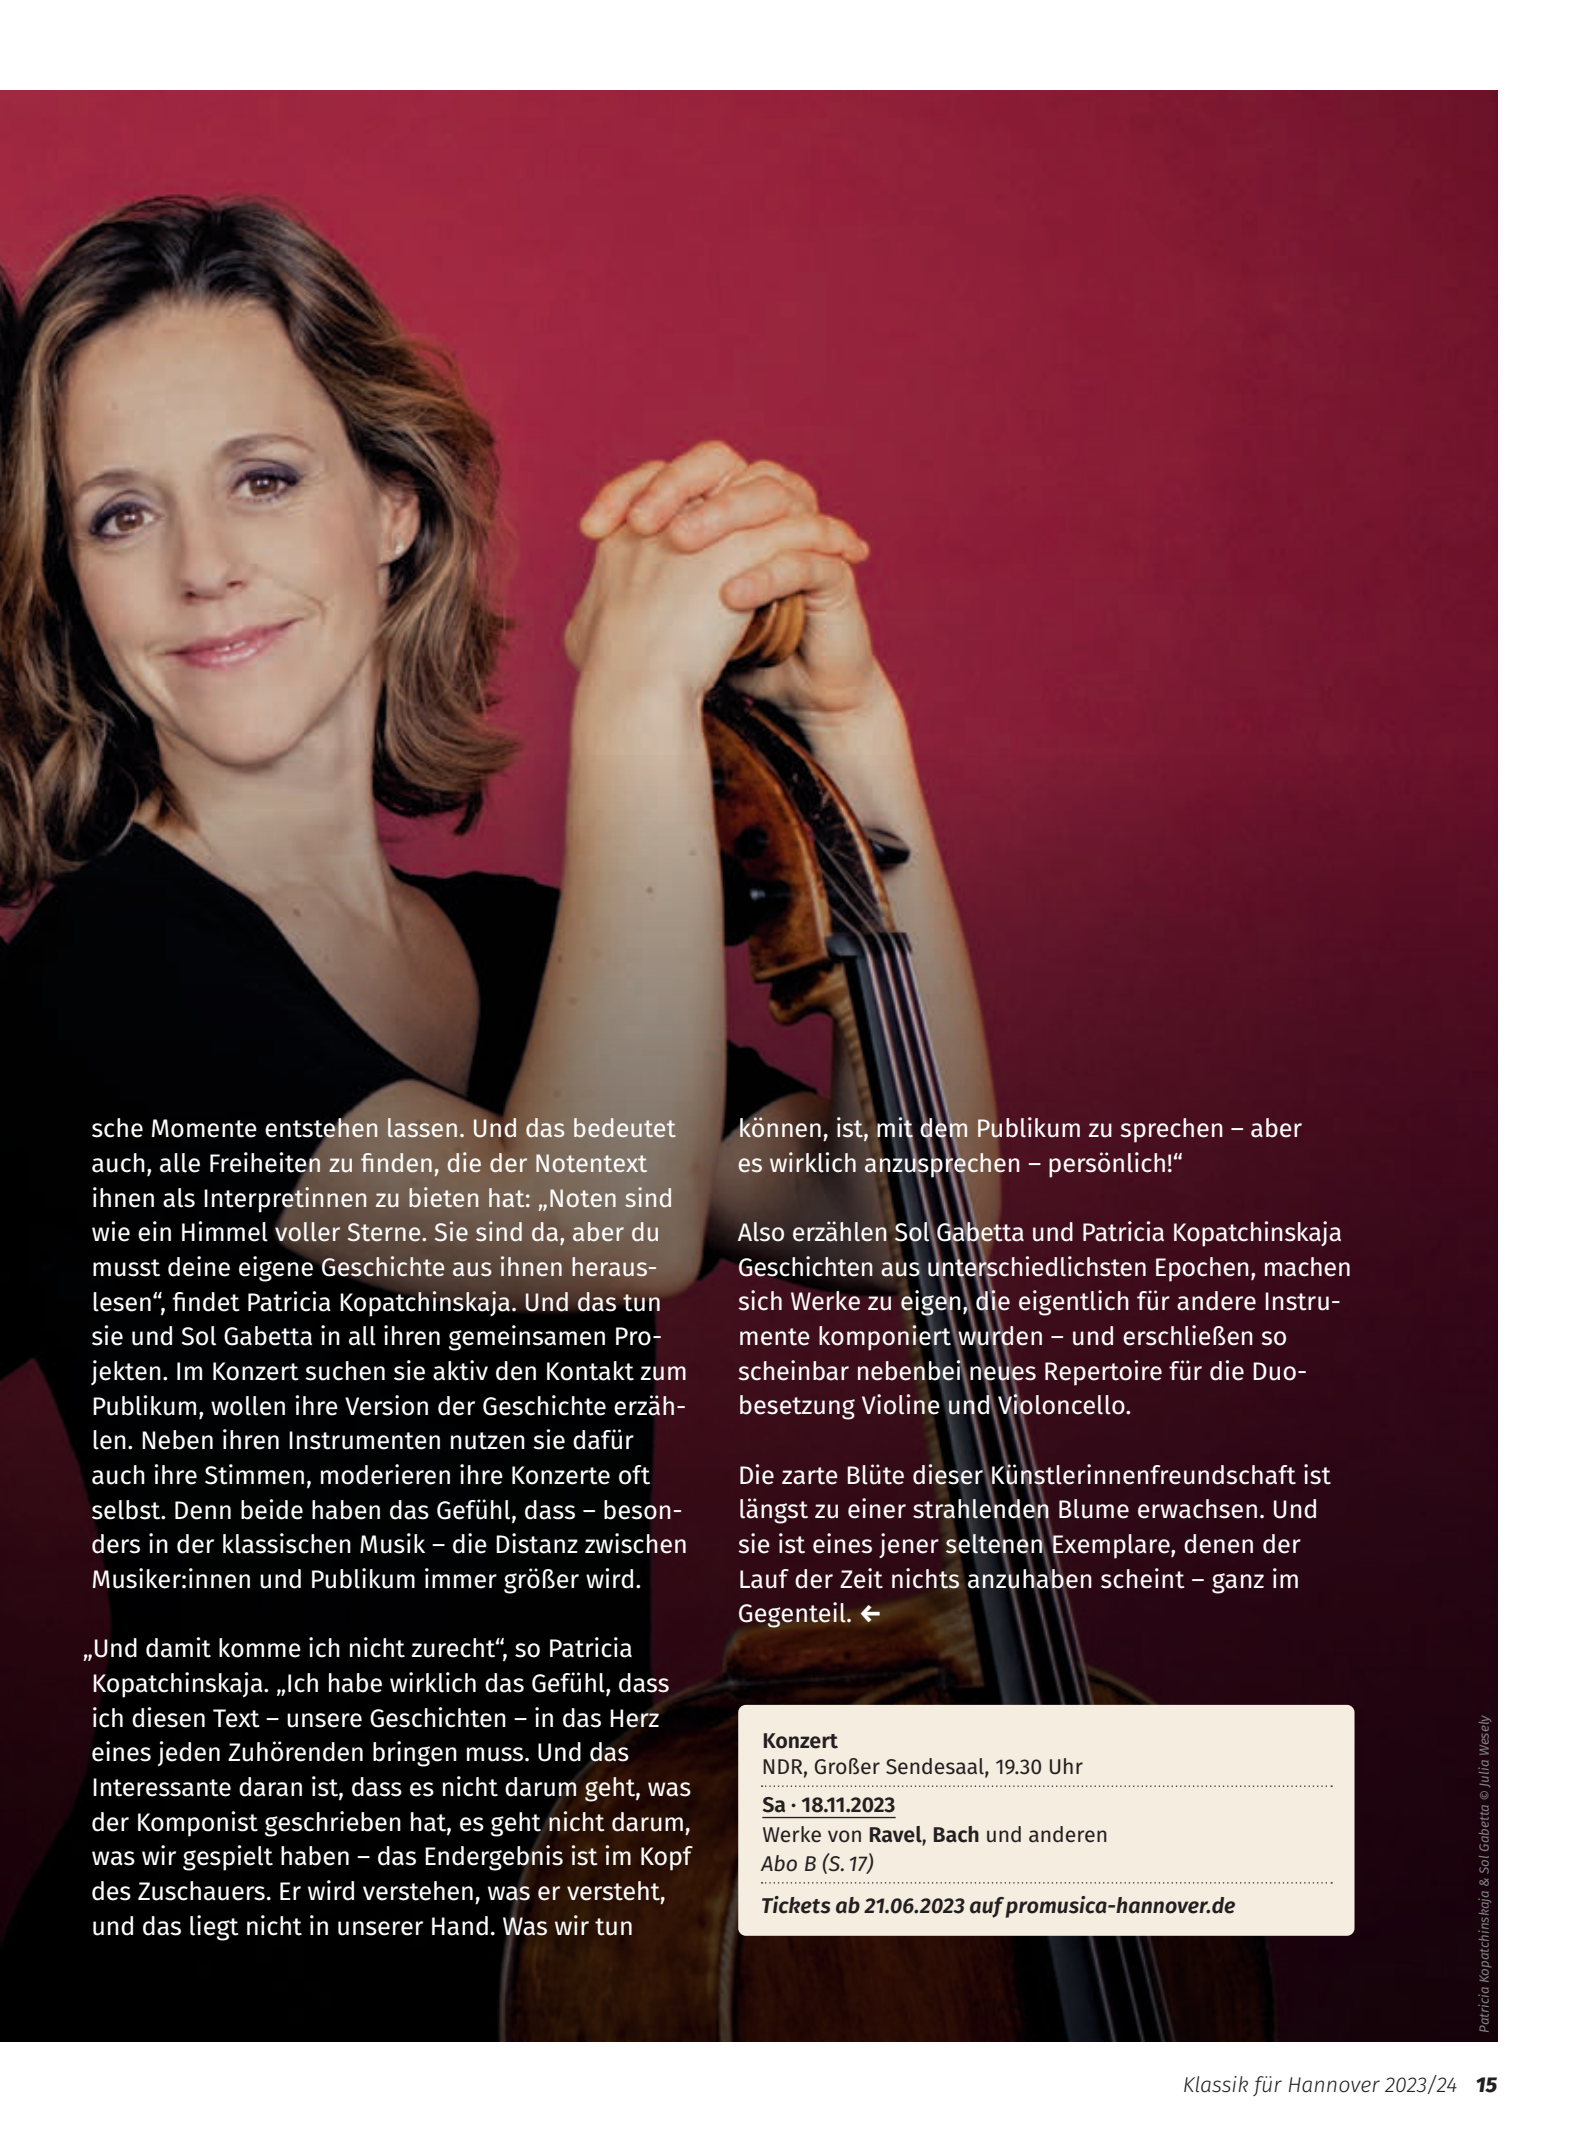 sche Momente entstehen lassen. Und das bedeutet
auch, alle Freiheiten zu finden, die der Notentext
ihnen als Interpretinnen zu bieten hat: „Noten sind
wie ein Himmel voller Sterne. Sie sind da, aber du
musst deine eigene Geschichte aus ihnen heraus-
lesen“, findet Patricia Kopatchinskaja. Und das tun
sie und Sol Gabetta in all ihren gemeinsamen Pro-
jekten. Im Konzert suchen sie aktiv den Kontakt zum
Publikum, wollen ihre Version der Geschichte erzäh-
len. Neben ihren Instrumenten nutzen sie dafür
auch ihre Stimmen, moderieren ihre Konzerte oft
selbst. Denn beide haben das Gefühl, dass – beson-
ders in der klassischen Musik – die Distanz zwischen
Musiker:innen und Publikum immer größer wird.
„Und damit komme ich nicht zurecht“, so Patricia
Kopatchinskaja. „Ich habe wirklich das Gefühl, dass
ich diesen Text – unsere Geschichten – in das Herz
eines jeden Zuhörenden bringen muss. Und das
Interessante daran ist, dass es nicht darum geht, was
der Komponist geschrieben hat, es geht nicht darum,
was wir gespielt haben – das Endergebnis ist im Kopf
des Zuschauers. Er wird verstehen, was er versteht,
und das liegt nicht in unserer Hand. Was wir tun
können, ist, mit dem Publikum zu sprechen – aber
es wirklich anzusprechen – persönlich!“
Also erzählen Sol Gabetta und Patricia Kopatchinskaja
Geschichten aus unterschiedlichsten Epochen, machen
sich Werke zu eigen, die eigentlich für andere Instru-
mente komponiert wurden – und erschließen so
scheinbar nebenbei neues Repertoire für die Duo-
besetzung Violine und Violoncello.
Die zarte Blüte dieser Künstlerinnenfreundschaft ist
längst zu einer strahlenden Blume erwachsen. Und
sie ist eines jener seltenen Exemplare, denen der
Lauf der Zeit nichts anzuhaben scheint – ganz im
Gegenteil. ←
Konzert
NDR, Großer Sendesaal, 19.30 Uhr
Sa · 18.11.2023
Werke von Ravel, Bach und anderen
Abo B (S. 17)
Tickets ab 21.06.2023 auf promusica-hannover.de
Patricia Kopatchinskaja & Sol Gabetta © Julia Wesely
Klassik für Hannover 2023/24 15